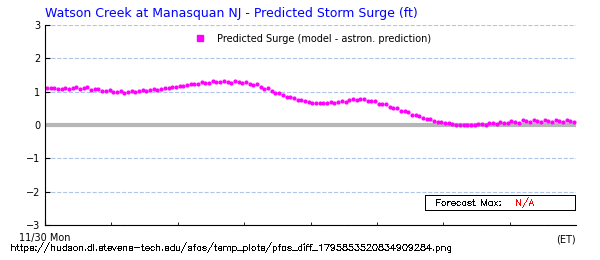 Watson Creek at Manasquan NJ - Predicted Storm Surge (ft)
3
Predicted Surge (model - astron. prediction)
2
1
0
−1
−2
Forecast Max: N/A
−3
11/30 Mon
(ET)
https://hudson.dl.stevens-tech.edu/sfas/temp_plots/pfas_diff_1795853520834909284.png